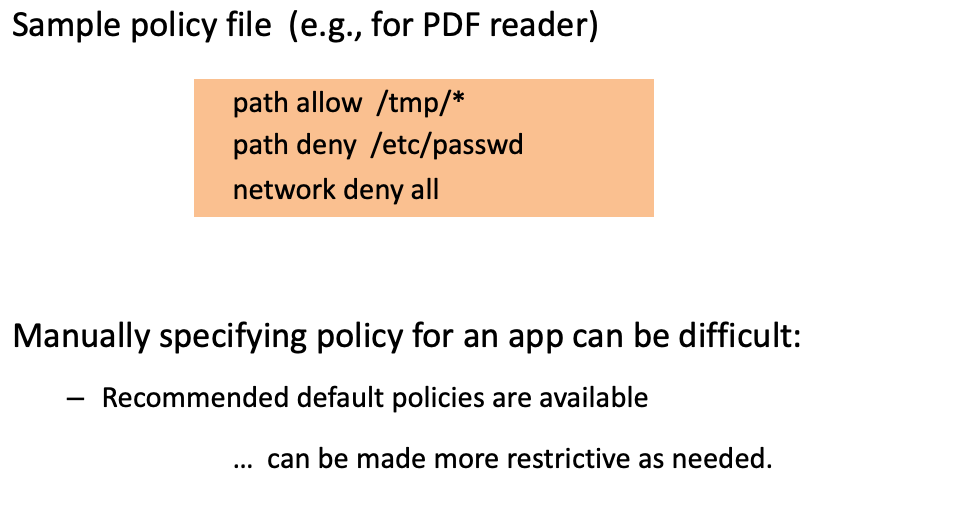 Sample policy file  (e.g., for PDF reader)
path allow  /tmp/*
path deny  /etc/passwd
network deny all
Manually specifying policy for an app can be difficult:
– Recommended default policies are available
…  can be made more restrictive as needed.